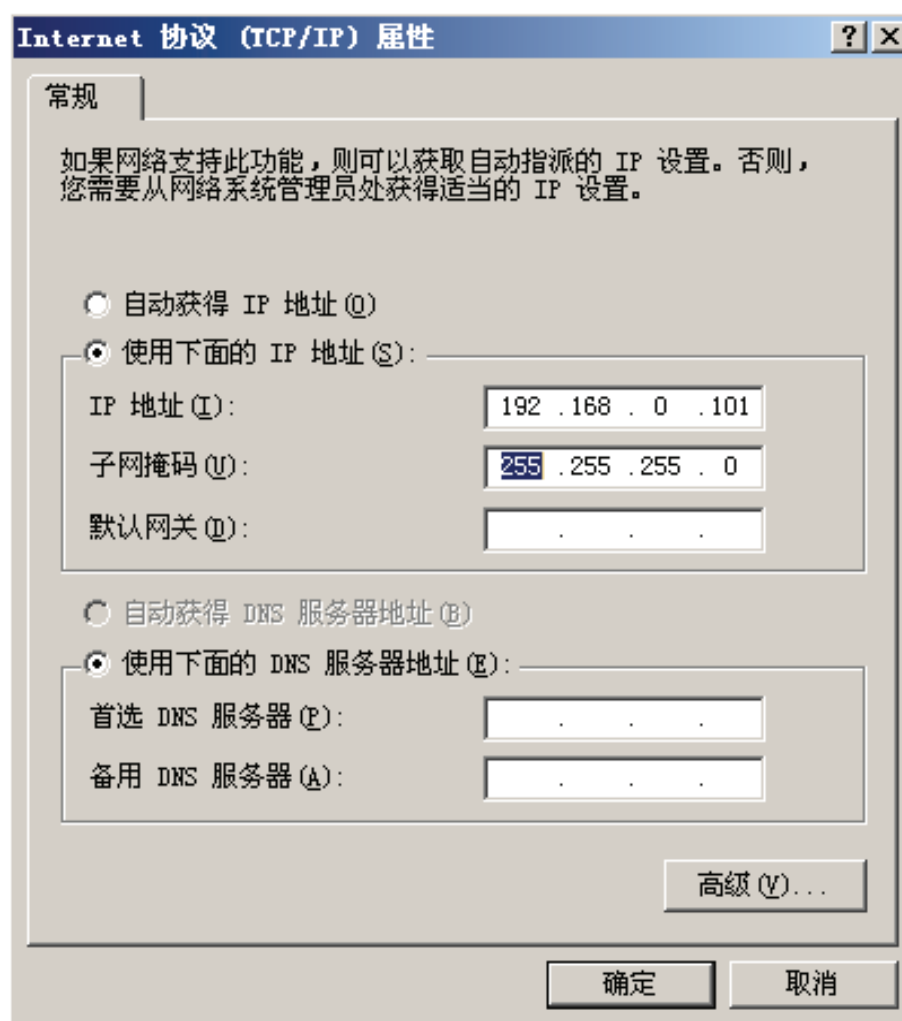 Internet 协议 (TCP/IP) 属性
常规
如果网络支持此功能，则可以获取自动指派的 IP 设置。否则，
您需要从网络系统管理员处获得适当的 IP 设置。
自动获得 IP 地址(O)
使用下面的 IP 地址(S):
IP 地址(I): 192 .168 . 0 .101
子网掩码(U): 255 .255 .255 . 0
默认网关(D): . . .
自动获得 DNS 服务器地址(B)
使用下面的 DNS 服务器地址(E):
首选 DNS 服务器(P): . . .
备用 DNS 服务器(A): . . .
高级(V)...
确定 取消